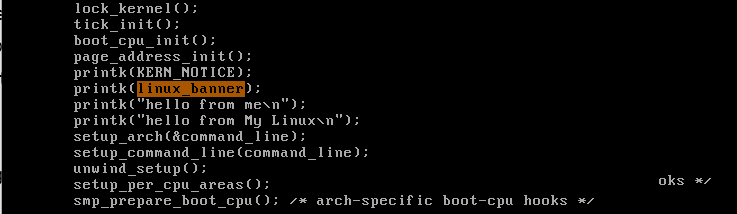 lock_kernel();
tick_init();
boot_cpu_init();
page_address_init();
printk(KERN_NOTICE);
printk(linux_banner);
printk("hello from me\n");
printk("hello from My Linux\n");
setup_arch(&command_line);
setup_command_line(command_line);
unwind_setup();
setup_per_cpu_areas(); oks */
smp_prepare_boot_cpu(); /* arch-specific boot-cpu hooks */